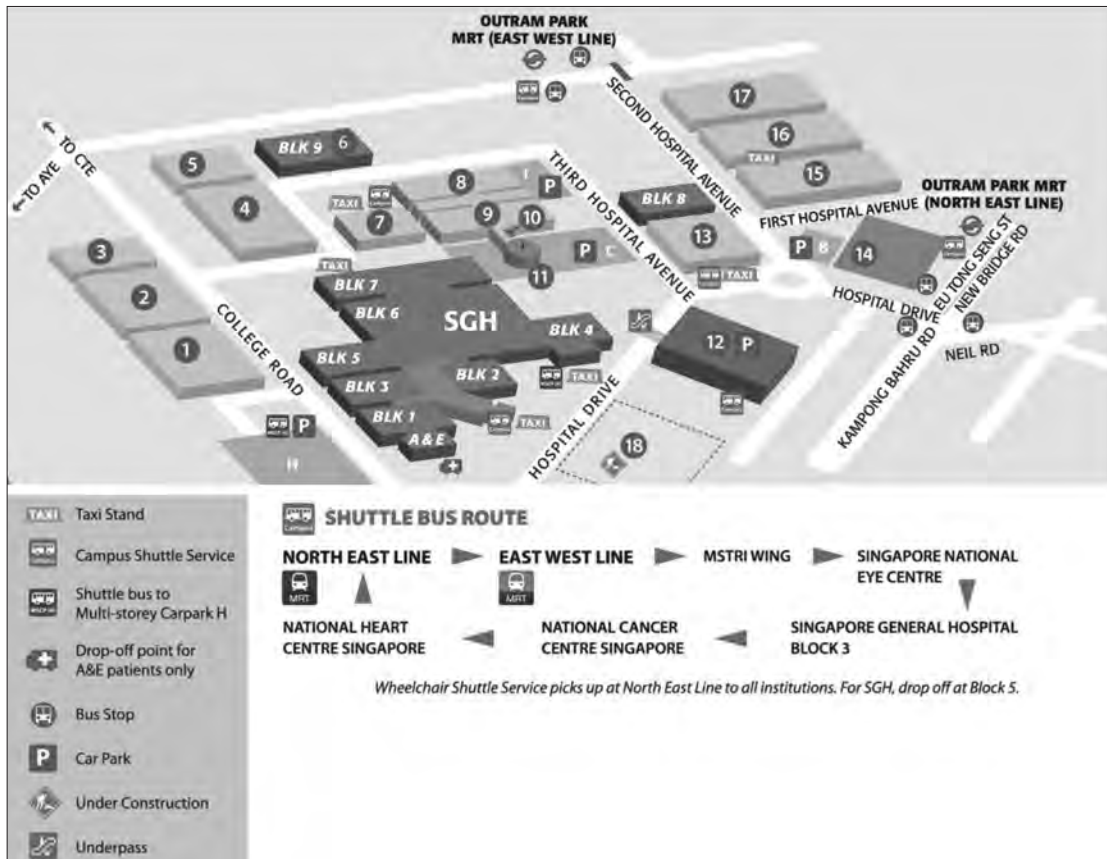 OUTRAM PARK
MRT (EAST WEST LINE)
SECOND HOSPITAL AVENUE
17
16
TAXI
15
TO CTE
TO AVE
5
BLK 9 6
4
THIRD HOSPITAL AVENUE
8
P
TAXI
7
9
10
BLK 8
FIRST HOSPITAL AVENUE
OUTRAM PARK MRT
(NORTH EAST LINE)
3
2
1
TAXI
11
P C
13
TAXI
P B
14
EU TONG SENG ST
NEW BRIDGE RD
HOSPITAL DRIVE
KAMPONG BAHRU RD
NEIL RD
COLLEGE ROAD
BLK 7
BLK 6
SGH
BLK 4
BLK 5
BLK 3
BLK 2
BLK 1
A&E
TAXI
TAXI
12 P
HOSPITAL DRIVE
18
P
H
TAXI Taxi Stand
Campus Shuttle Service
Shuttle bus to
Multi-storey Carpark H
Drop-off point for
A&E patients only
Bus Stop
P Car Park
Under Construction
Underpass
Campus SHUTTLE BUS ROUTE
NORTH EAST LINE EAST WEST LINE MSTRI WING SINGAPORE NATIONAL
EYE CENTRE
MRT MRT
NATIONAL HEART NATIONAL CANCER SINGAPORE GENERAL HOSPITAL
CENTRE SINGAPORE CENTRE SINGAPORE BLOCK 3
Wheelchair Shuttle Service picks up at North East Line to all institutions. For SGH, drop off at Block 5.